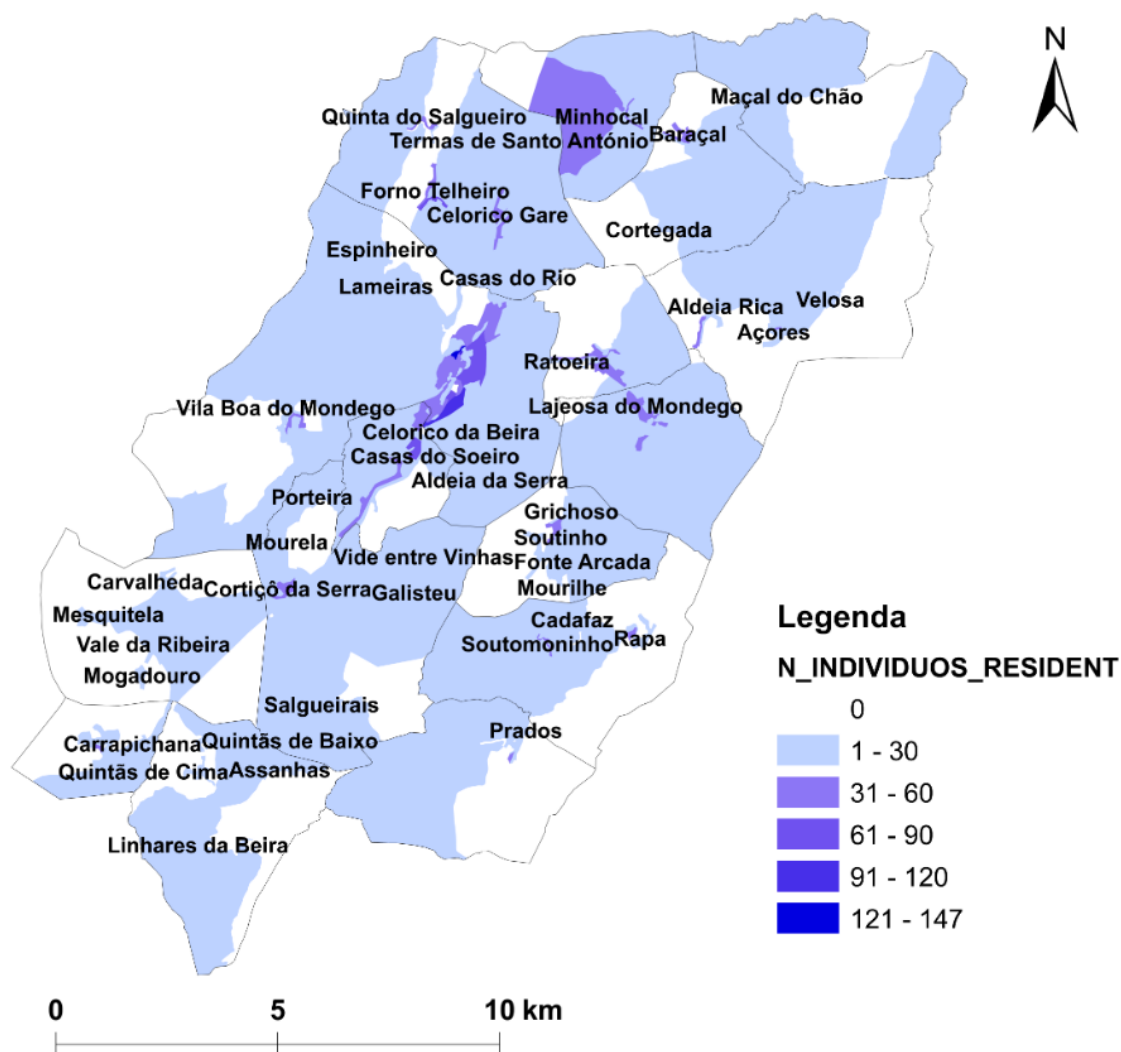 N
Maçal do Chão
Quinta do Salgueiro
Minhocal
Termas de Santo António
Baraçal
Forno Telheiro
Celorico Gare
Cortegada
Espinheiro
Casas do Rio
Lameiras
Aldeia Rica
Velosa
Açores
Ratoeira
Vila Boa do Mondego
Lajeosa do Mondego
Celorico da Beira
Casas do Soeiro
Aldeia da Serra
Porteira
Grichoso
Mourela
Soutinho
Vide entre Vinhas
Fonte Arcada
Carvalheda
Cortiçô da Serra
Galisteu
Mourilhe
Mesquitela
Cadafaz
Vale da Ribeira
Soutomoninho
Rapa
Mogadouro
Salgueirais
Prados
Carrapichana
Quintãs de Baixo
Quintãs de Cima
Assanhas
Linhares da Beira
Legenda
N_INDIVIDUOS_RESIDENT
0
1 - 30
31 - 60
61 - 90
91 - 120
121 - 147
0 5 10 km